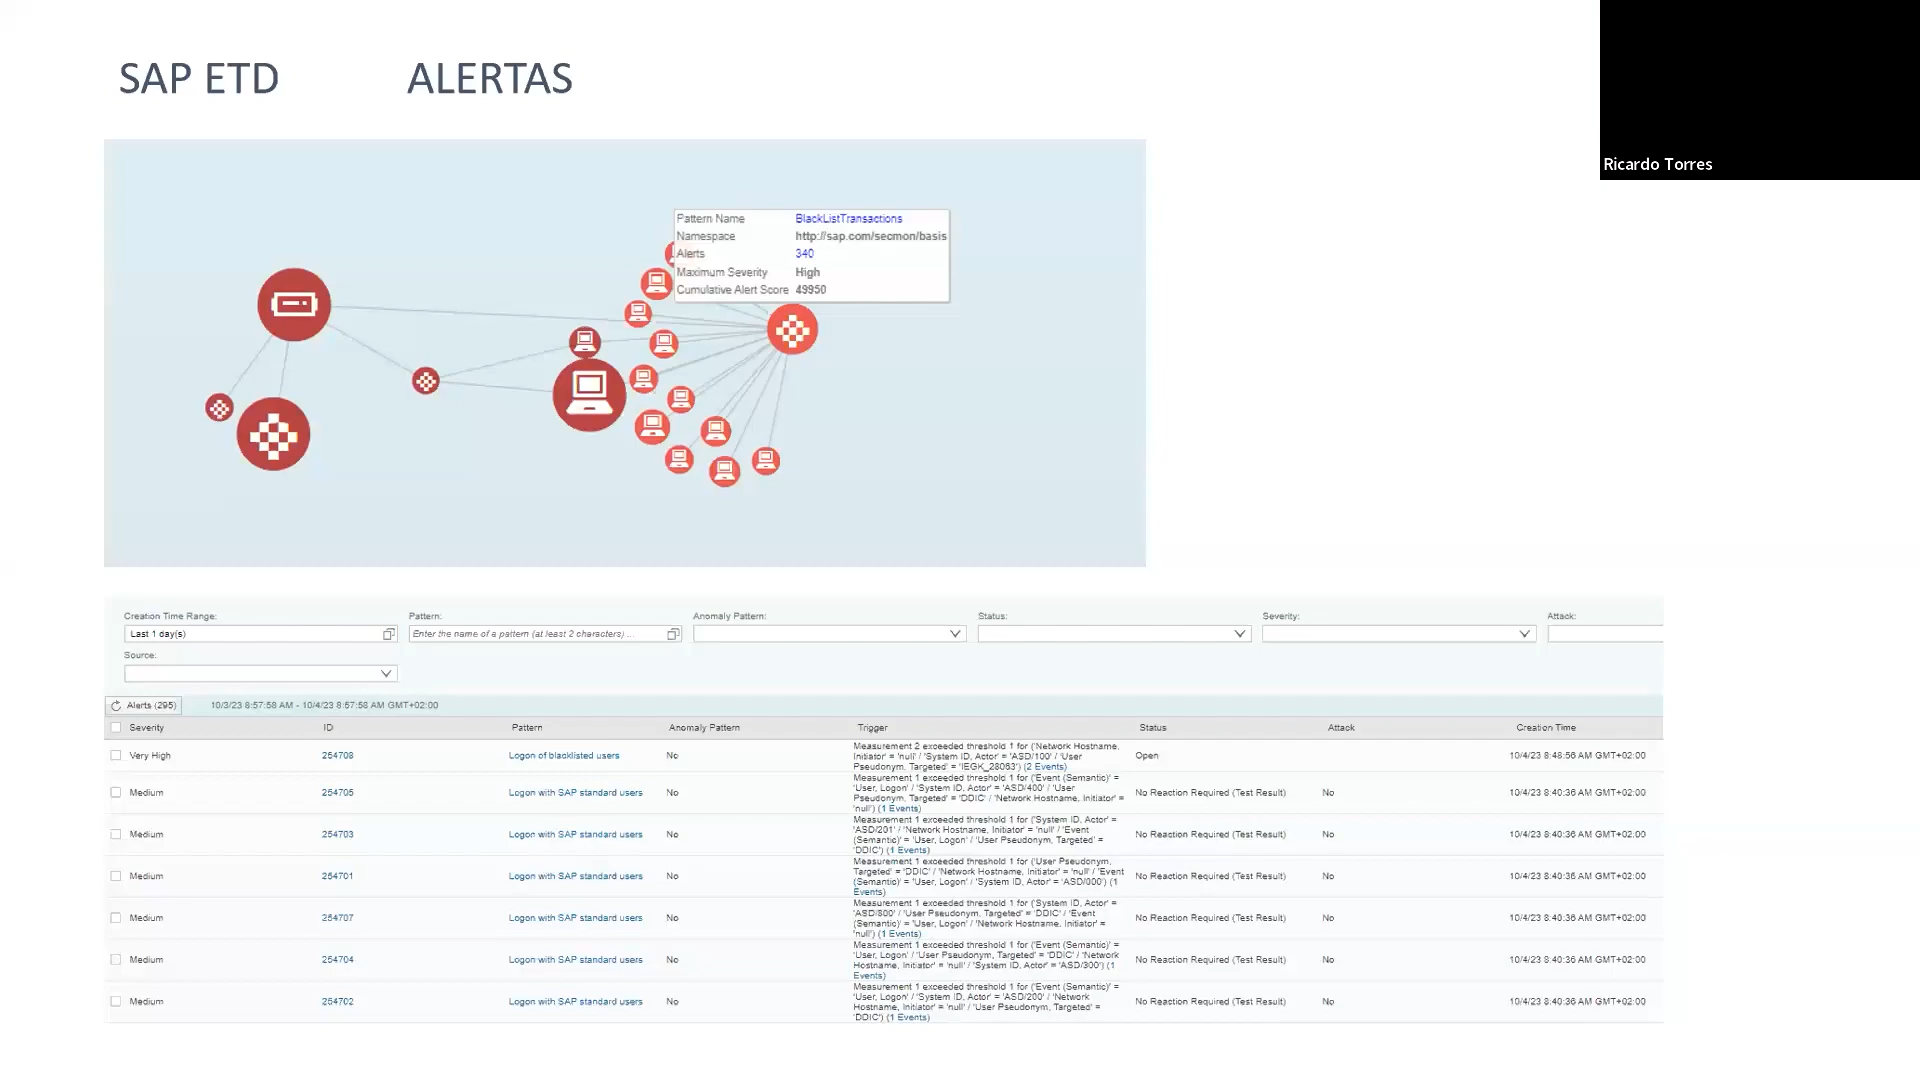 SAP ETD ALERTAS
Ricardo Torres
Pattern Name BlackListTransactions
Namespace http://sap.com/secmon/basis
Alerts 340
Maximum Severity High
Cumulative Alert Score 49950
Creation Time Range: Pattern: Anomaly Pattern: Status: Severity: Attack:
Last 1 day(s) Enter the name of a pattern (at least 2 characters) ...
Source:
Alerts (295) 10/3/23 8:57:58 AM - 10/4/23 8:57:58 AM GMT+02:00
Severity ID Pattern Anomaly Pattern Trigger Status Attack Creation Time
Measurement 2 exceeded threshold 1 for ('Network Hostname,
Very High 254708 Logon of blacklisted users No Initiator' = 'null' / 'System ID, Actor' = 'ASD/100' / 'User Open 10/4/23 8:48:56 AM GMT+02:00
Pseudonym, Targeted' = 'IEGK_28063') (2 Events)
Measurement 1 exceeded threshold 1 for ('Event (Semantic)' =
Medium 254705 Logon with SAP standard users No 'User, Logon' / 'System ID, Actor' = 'ASD/400' / 'User No Reaction Required (Test Result) No 10/4/23 8:40:36 AM GMT+02:00
Pseudonym, Targeted' = 'DDIC' / 'Network Hostname, Initiator' =
'null') (1 Events)
Measurement 1 exceeded threshold 1 for ('System ID, Actor' =
Medium 254703 Logon with SAP standard users No 'ASD/201' / 'Network Hostname, Initiator' = 'null' / 'Event No Reaction Required (Test Result) No 10/4/23 8:40:36 AM GMT+02:00
(Semantic)' = 'User, Logon' / 'User Pseudonym, Targeted' =
'DDIC') (1 Events)
Measurement 1 exceeded threshold 1 for ('User Pseudonym,
Medium 254701 Logon with SAP standard users No Targeted' = 'DDIC' / 'Network Hostname, Initiator' = 'null' / 'Event No Reaction Required (Test Result) No 10/4/23 8:40:36 AM GMT+02:00
(Semantic)' = 'User, Logon' / 'System ID, Actor' = 'ASD/000') (1
Events)
Measurement 1 exceeded threshold 1 for ('System ID, Actor' =
Medium 254707 Logon with SAP standard users No 'ASD/800' / 'User Pseudonym, Targeted' = 'DDIC' / 'Event No Reaction Required (Test Result) No 10/4/23 8:40:36 AM GMT+02:00
(Semantic)' = 'User, Logon' / 'Network Hostname, Initiator' =
'null') (1 Events)
Measurement 1 exceeded threshold 1 for ('Event (Semantic)' =
Medium 254704 Logon with SAP standard users No 'User, Logon' / 'User Pseudonym, Targeted' = 'DDIC' / 'Network No Reaction Required (Test Result) No 10/4/23 8:40:36 AM GMT+02:00
Hostname, Initiator' = 'null' / 'System ID, Actor' = 'ASD/300') (1
Events)
Measurement 1 exceeded threshold 1 for ('Event (Semantic)' =
Medium 254702 Logon with SAP standard users No 'User, Logon' / 'System ID, Actor' = 'ASD/200' / 'Network No Reaction Required (Test Result) No 10/4/23 8:40:36 AM GMT+02:00
Hostname, Initiator' = 'null' / 'User Pseudonym, Targeted' =
'DDIC') (1 Events)